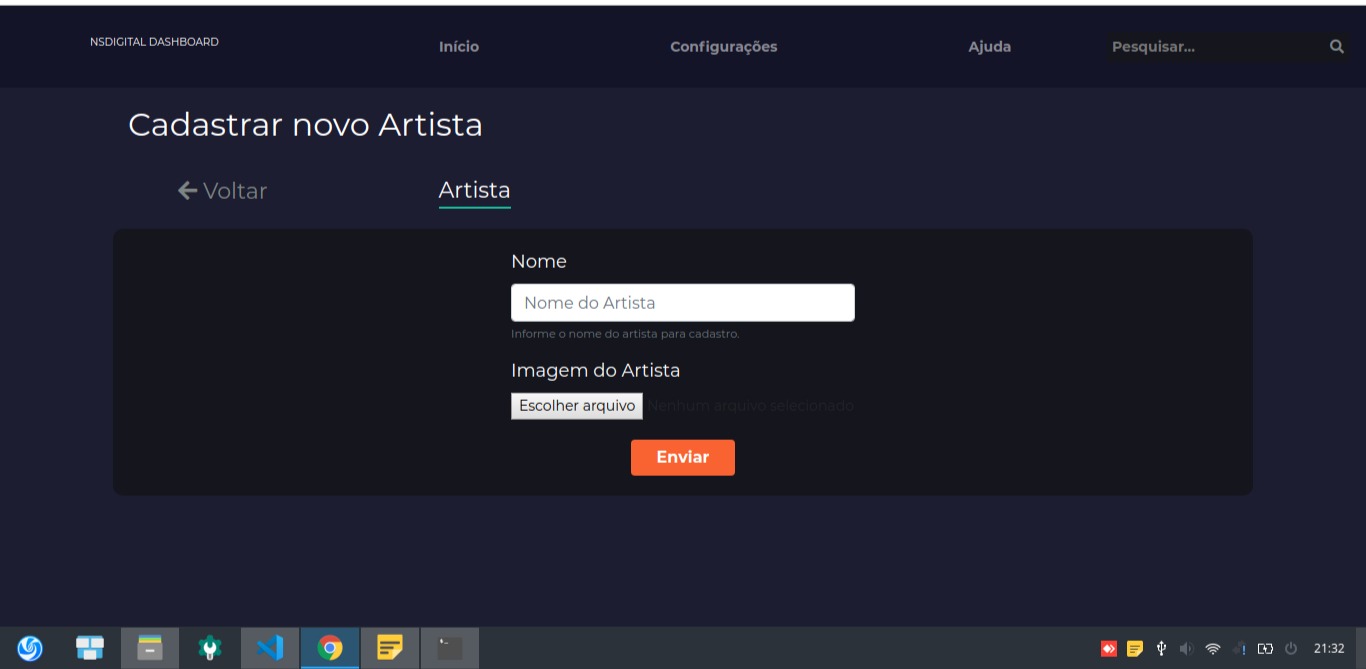 NSDIGITAL DASHBOARD
Início
Configurações
Ajuda
Pesquisar...
Cadastrar novo Artista
Voltar
Artista
Nome
Nome do Artista
Informe o nome do artista para cadastro.
Imagem do Artista
Escolher arquivo Nenhum arquivo selecionado
Enviar
21:32